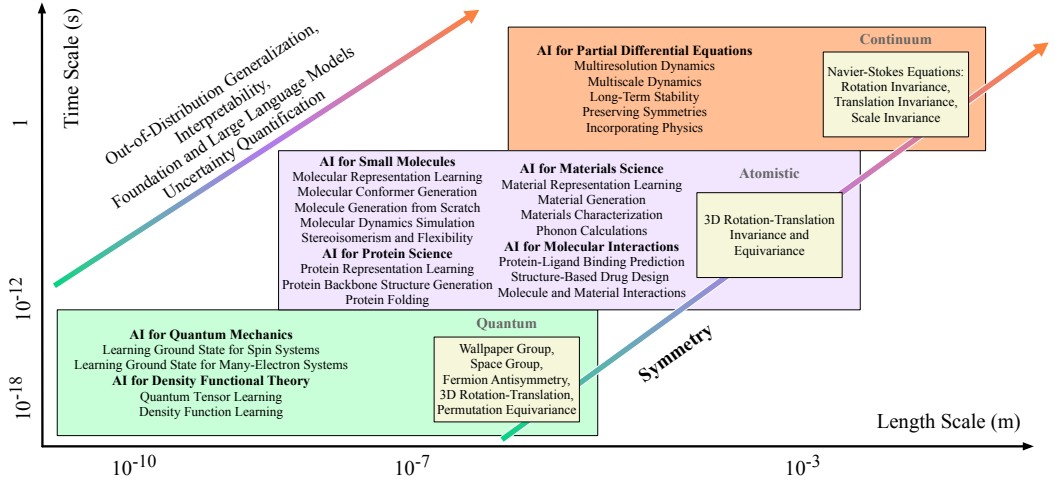 Time Scale (s)
1
10-12
10-18
Out-of-Distribution Generalization,
Interpretability,
Foundation and Large Language Models
Uncertainty Quantification
Continuum
AI for Partial Differential Equations
Multiresolution Dynamics
Multiscale Dynamics
Long-Term Stability
Preserving Symmetries
Incorporating Physics
Navier-Stokes Equations:
Rotation Invariance,
Translation Invariance,
Scale Invariance
AI for Small Molecules
Molecular Representation Learning
Molecular Conformer Generation
Molecule Generation from Scratch
Molecular Dynamics Simulation
Stereoisomerism and Flexibility
AI for Protein Science
Protein Representation Learning
Protein Backbone Structure Generation
Protein Folding
AI for Materials Science
Material Representation Learning
Material Generation
Materials Characterization
Phonon Calculations
AI for Molecular Interactions
Protein-Ligand Binding Prediction
Structure-Based Drug Design
Molecule and Material Interactions
Atomistic
3D Rotation-Translation
Invariance and
Equivariance
Symmetry
AI for Quantum Mechanics
Learning Ground State for Spin Systems
Learning Ground State for Many-Electron Systems
AI for Density Functional Theory
Quantum Tensor Learning
Density Function Learning
Quantum
Wallpaper Group,
Space Group,
Fermion Antisymmetry,
3D Rotation-Translation,
Permutation Equivariance
Length Scale (m)
10-10
10-7
10-3